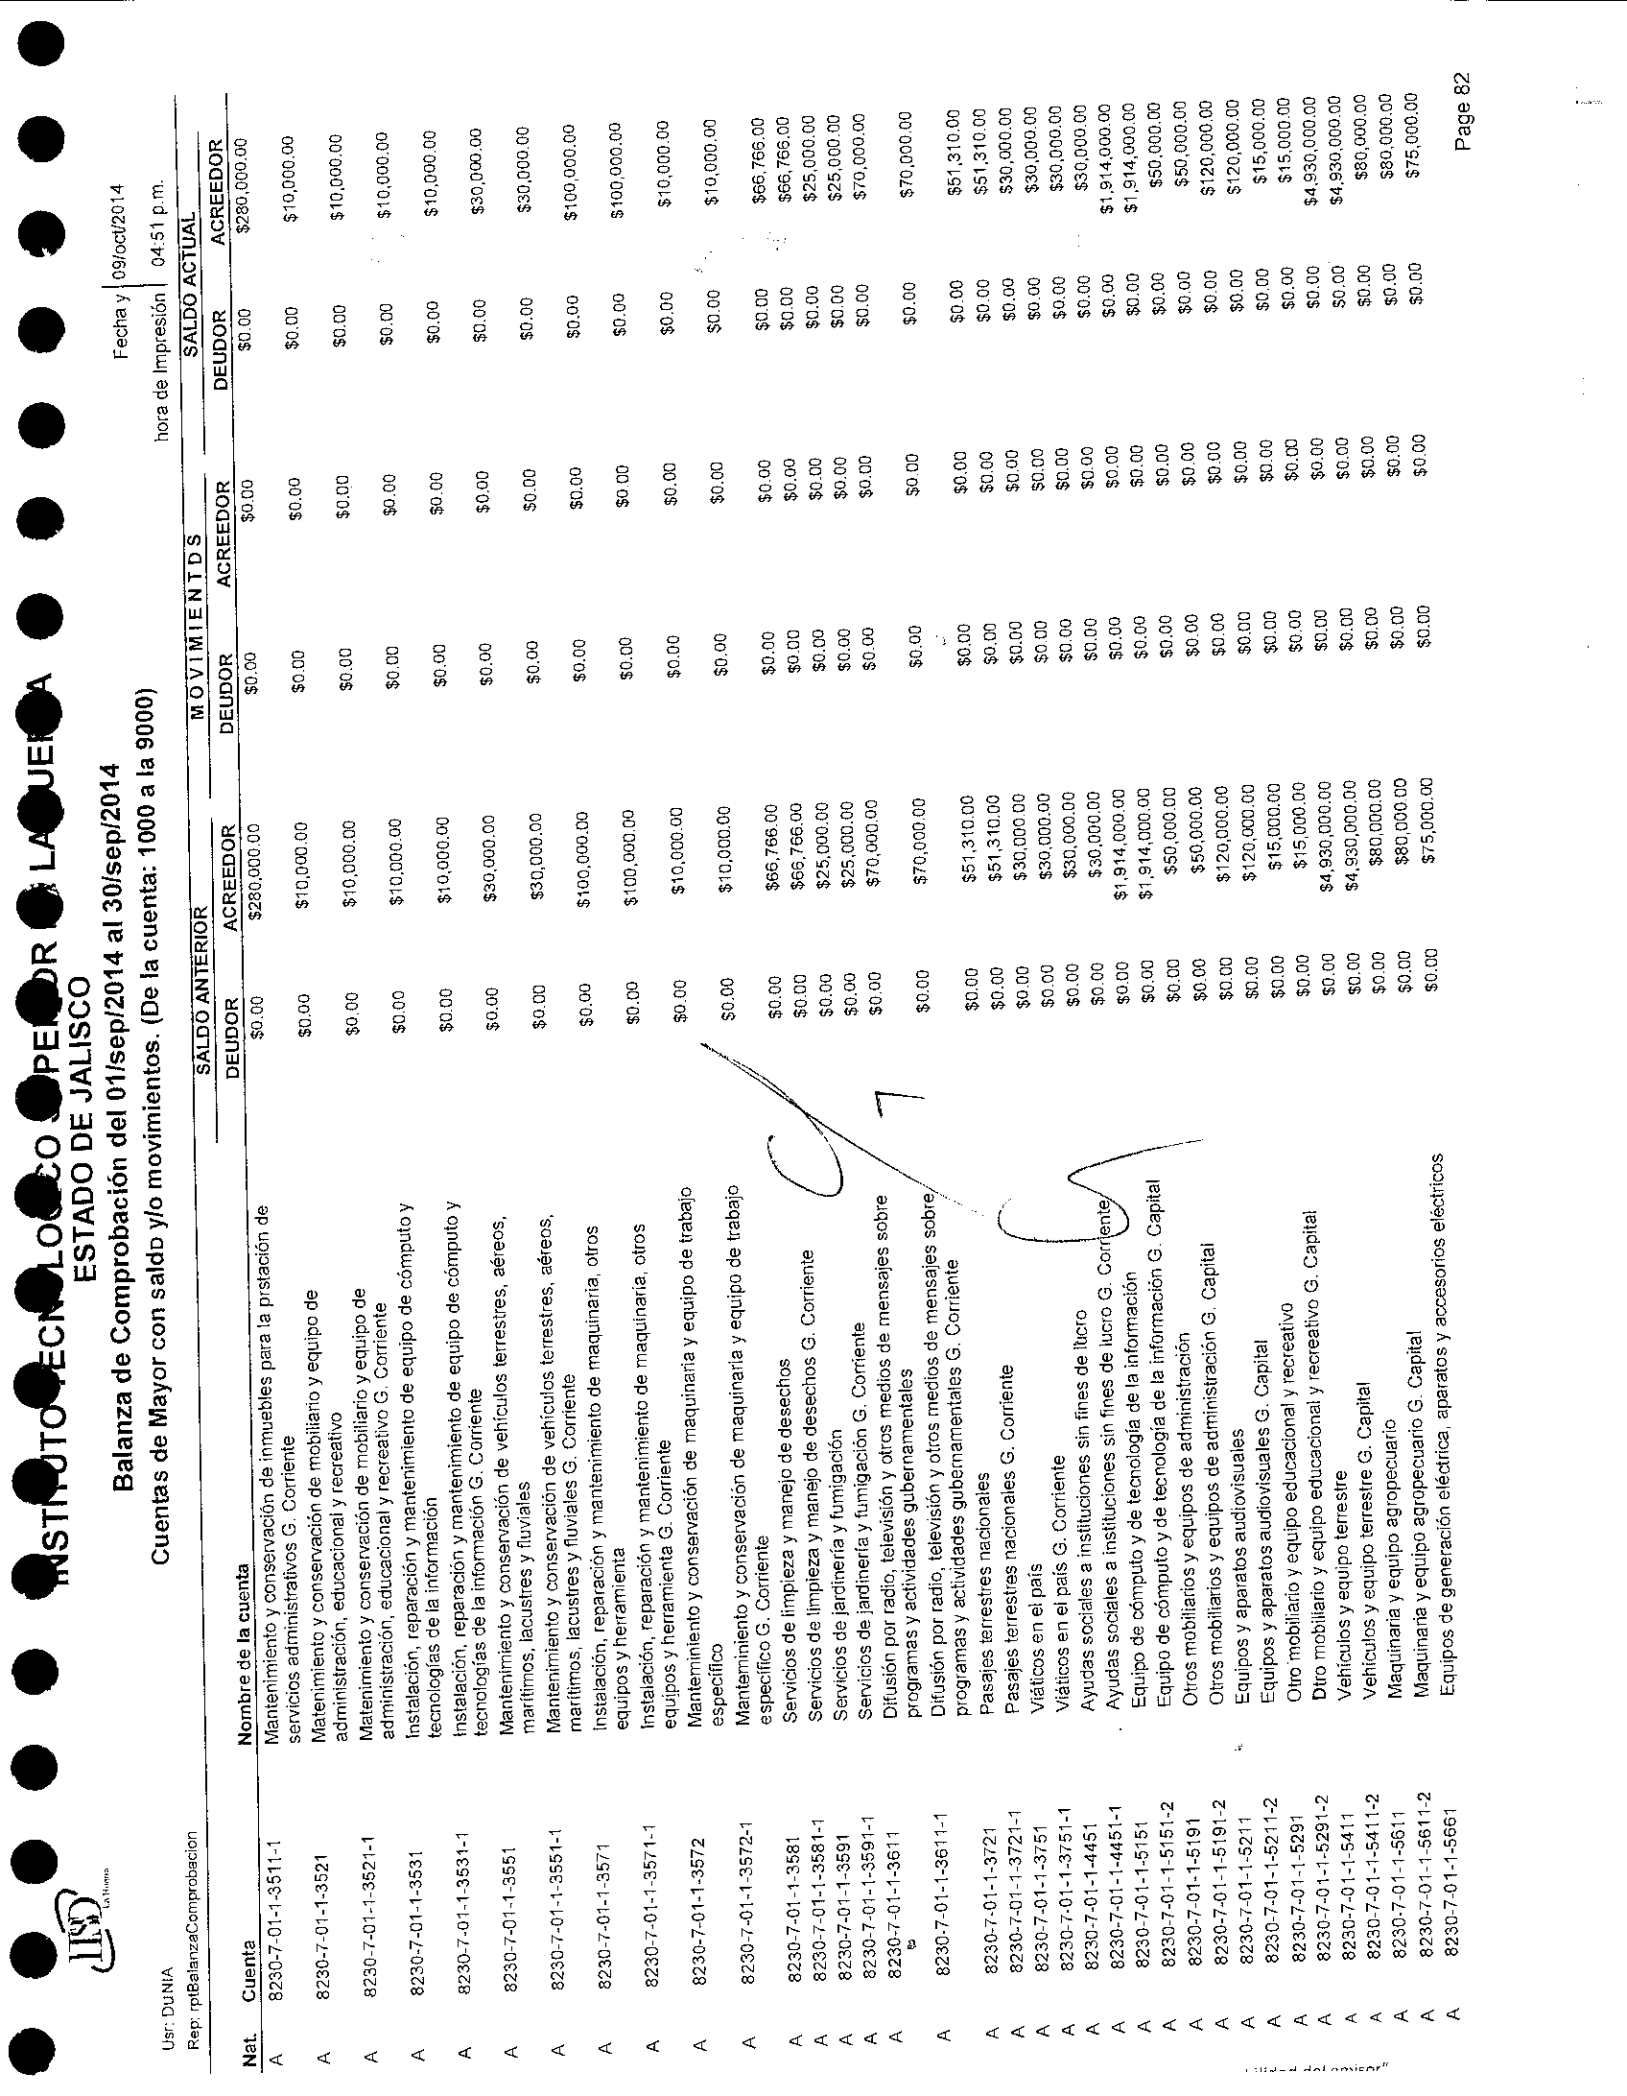 INSTITUTO TECN LO CO S PE OR LA UE A
ESTADO DE JALISCO
Balanza de Comprobación del 01/sep/2014 al 30/sep/2014
Cuentas de Mayor con saldo y/o movimientos. (De la cuenta: 1000 a la 9000)
Fecha y 09/oct/2014
hora de Impresión 04:51 p.m.
Usr: DuNIA
Rep: rptBalanzaComprobacion
SALDO ANTERIOR MOVIMIENTOS SALDO ACTUAL
Nat. Cuenta Nombre de la cuenta DEUDOR ACREEDOR DEUDOR ACREEDOR DEUDOR ACREEDOR
A 8230-7-01-1-3511-1 Mantenimiento y conservación de inmuebles para la prstación de $0.00 $280,000.00 $0.00 $0.00 $0.00 $280,000.00
servicios administrativos G. Corriente
A 8230-7-01-1-3521 Matenimiento y conservación de mobiliario y equipo de $0.00 $10,000.00 $0.00 $0.00 $0.00 $10,000.00
administración, educacional y recreativo
A 8230-7-01-1-3521-1 Matenimiento y conservación de mobiliario y equipo de $0.00 $10,000.00 $0.00 $0.00 $0.00 $10,000.00
administración, educacional y recreativo G. Corriente
A 8230-7-01-1-3531 Instalación, reparación y mantenimiento de equipo de cómputo y $0.00 $10,000.00 $0.00 $0.00 $0.00 $10,000.00
tecnologías de la información
A 8230-7-01-1-3531-1 Instalación, reparación y mantenimiento de equipo de cómputo y $0.00 $10,000.00 $0.00 $0.00 $0.00 $10,000.00
tecnologías de la información G. Corriente
A 8230-7-01-1-3551 Mantenimiento y conservación de vehículos terrestres, aéreos, $0.00 $30,000.00 $0.00 $0.00 $0.00 $30,000.00
marítimos, lacustres y fluviales
A 8230-7-01-1-3551-1 Mantenimiento y conservación de vehículos terrestres, aéreos, $0.00 $30,000.00 $0.00 $0.00 $0.00 $30,000.00
marítimos, lacustres y fluviales G. Corriente
A 8230-7-01-1-3571 Instalación, reparación y mantenimiento de maquinaria, otros $0.00 $100,000.00 $0.00 $0.00 $0.00 $100,000.00
equipos y herramienta
A 8230-7-01-1-3571-1 Instalación, reparación y mantenimiento de maquinaria, otros $0.00 $100,000.00 $0.00 $0.00 $0.00 $100,000.00
equipos y herramienta G. Corriente
A 8230-7-01-1-3572 Manteminiento y conservación de maquinaria y equipo de trabajo $0.00 $10,000.00 $0.00 $0.00 $0.00 $10,000.00
específico
A 8230-7-01-1-3572-1 Manteminiento y conservación de maquinaria y equipo de trabajo $0.00 $10,000.00 $0.00 $0.00 $0.00 $10,000.00
específico G. Corriente
A 8230-7-01-1-3581 Servicios de limpieza y manejo de desechos $0.00 $66,766.00 $0.00 $0.00 $0.00 $66,766.00
A 8230-7-01-1-3581-1 Servicios de limpieza y manejo de desechos G. Corriente $0.00 $66,766.00 $0.00 $0.00 $0.00 $66,766.00
A 8230-7-01-1-3591 Servicios de jardinería y fumigación $0.00 $25,000.00 $0.00 $0.00 $0.00 $25,000.00
A 8230-7-01-1-3591-1 Servicios de jardinería y fumigación G. Corriente $0.00 $25,000.00 $0.00 $0.00 $0.00 $25,000.00
A 8230-7-01-1-3611 Difusión por radio, televisión y otros medios de mensajes sobre $0.00 $70,000.00 $0.00 $0.00 $0.00 $70,000.00
programas y actividades gubernamentales
A 8230-7-01-1-3611-1 Difusión por radio, televisión y otros medios de mensajes sobre $0.00 $70,000.00 $0.00 $0.00 $0.00 $70,000.00
programas y actividades gubernamentales G. Corriente
A 8230-7-01-1-3721 Pasajes terrestres nacionales $0.00 $51,310.00 $0.00 $0.00 $0.00 $51,310.00
A 8230-7-01-1-3721-1 Pasajes terrestres nacionales G. Corriente $0.00 $51,310.00 $0.00 $0.00 $0.00 $51,310.00
A 8230-7-01-1-3751 Viáticos en el país $0.00 $30,000.00 $0.00 $0.00 $0.00 $30,000.00
A 8230-7-01-1-3751-1 Viáticos en el país G. Corriente $0.00 $30,000.00 $0.00 $0.00 $0.00 $30,000.00
A 8230-7-01-1-4451 Ayudas sociales a instituciones sin fines de lucro $0.00 $30,000.00 $0.00 $0.00 $0.00 $30,000.00
A 8230-7-01-1-4451-1 Ayudas sociales a instituciones sin fines de lucro G. Corriente $0.00 $30,000.00 $0.00 $0.00 $0.00 $30,000.00
A 8230-7-01-1-5151 Equipo de cómputo y de tecnología de la información $0.00 $1,914,000.00 $0.00 $0.00 $0.00 $1,914,000.00
A 8230-7-01-1-5151-2 Equipo de cómputo y de tecnología de la información G. Capital $0.00 $1,914,000.00 $0.00 $0.00 $0.00 $1,914,000.00
A 8230-7-01-1-5191 Otros mobiliarios y equipos de administración $0.00 $50,000.00 $0.00 $0.00 $0.00 $50,000.00
A 8230-7-01-1-5191-2 Otros mobiliarios y equipos de administración G. Capital $0.00 $50,000.00 $0.00 $0.00 $0.00 $50,000.00
A 8230-7-01-1-5211 Equipos y aparatos audiovisuales $0.00 $120,000.00 $0.00 $0.00 $0.00 $120,000.00
A 8230-7-01-1-5211-2 Equipos y aparatos audiovisuales G. Capital $0.00 $120,000.00 $0.00 $0.00 $0.00 $120,000.00
A 8230-7-01-1-5291 Otro mobiliario y equipo educacional y recreativo $0.00 $15,000.00 $0.00 $0.00 $0.00 $15,000.00
A 8230-7-01-1-5291-2 Otro mobiliario y equipo educacional y recreativo G. Capital $0.00 $15,000.00 $0.00 $0.00 $0.00 $15,000.00
A 8230-7-01-1-5411 Vehículos y equipo terrestre $0.00 $4,930,000.00 $0.00 $0.00 $0.00 $4,930,000.00
A 8230-7-01-1-5411-2 Vehículos y equipo terrestre G. Capital $0.00 $4,930,000.00 $0.00 $0.00 $0.00 $4,930,000.00
A 8230-7-01-1-5611 Maquinaria y equipo agropecuario $0.00 $80,000.00 $0.00 $0.00 $0.00 $80,000.00
A 8230-7-01-1-5611-2 Maquinaria y equipo agropecuario G. Capital $0.00 $80,000.00 $0.00 $0.00 $0.00 $80,000.00
A 8230-7-01-1-5661 Equipos de generación eléctrica, aparatos y accesorios eléctricos $0.00 $75,000.00 $0.00 $0.00 $0.00 $75,000.00
Page 82